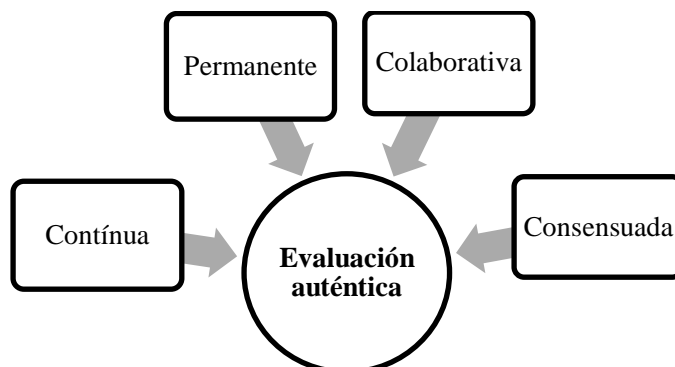 Permanente
Colaborativa
Contínua
Consensuada
Evaluación
auténtica